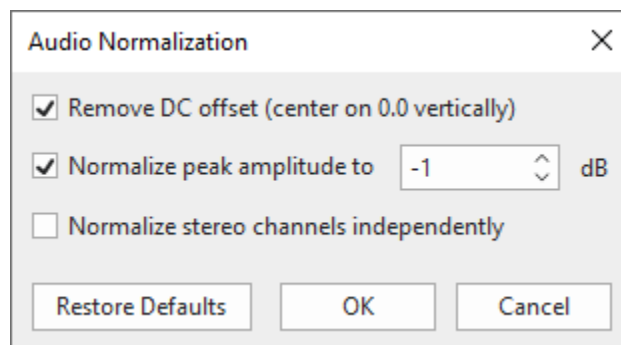 Audio Normalization
Remove DC offset (center on 0.0 vertically)
Normalize peak amplitude to -1 dB
Normalize stereo channels independently
Restore Defaults OK Cancel